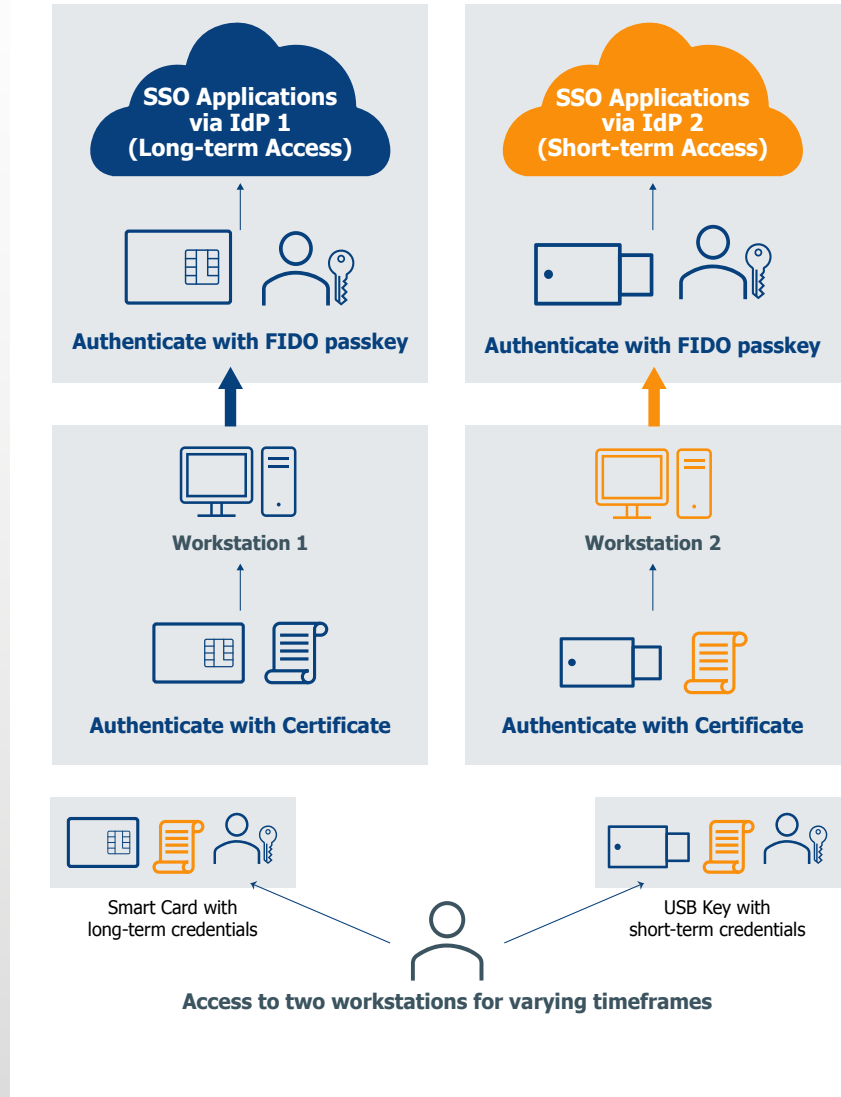 SSO Applications
via IdP 1
(Long-term Access)
Authenticate with FIDO passkey
Workstation 1
Authenticate with Certificate
SSO Applications
via IdP 2
(Short-term Access)
Authenticate with FIDO passkey
Workstation 2
Authenticate with Certificate
Smart Card with
long-term credentials
USB Key with
short-term credentials
Access to two workstations for varying timeframes